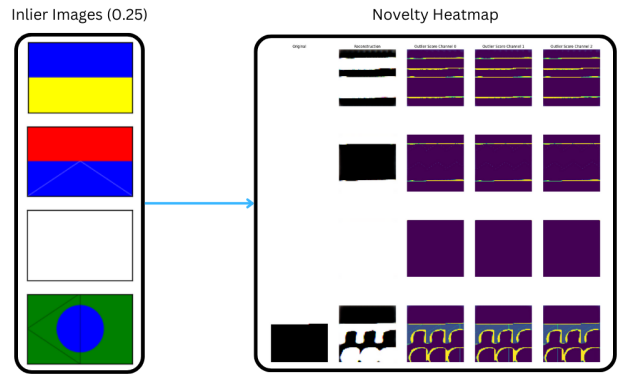 Inlier Images (0.25)
Novelty Heatmap
Original
Reconstruction
Outlier Score Channel 0
Outlier Score Channel 1
Outlier Score Channel 2